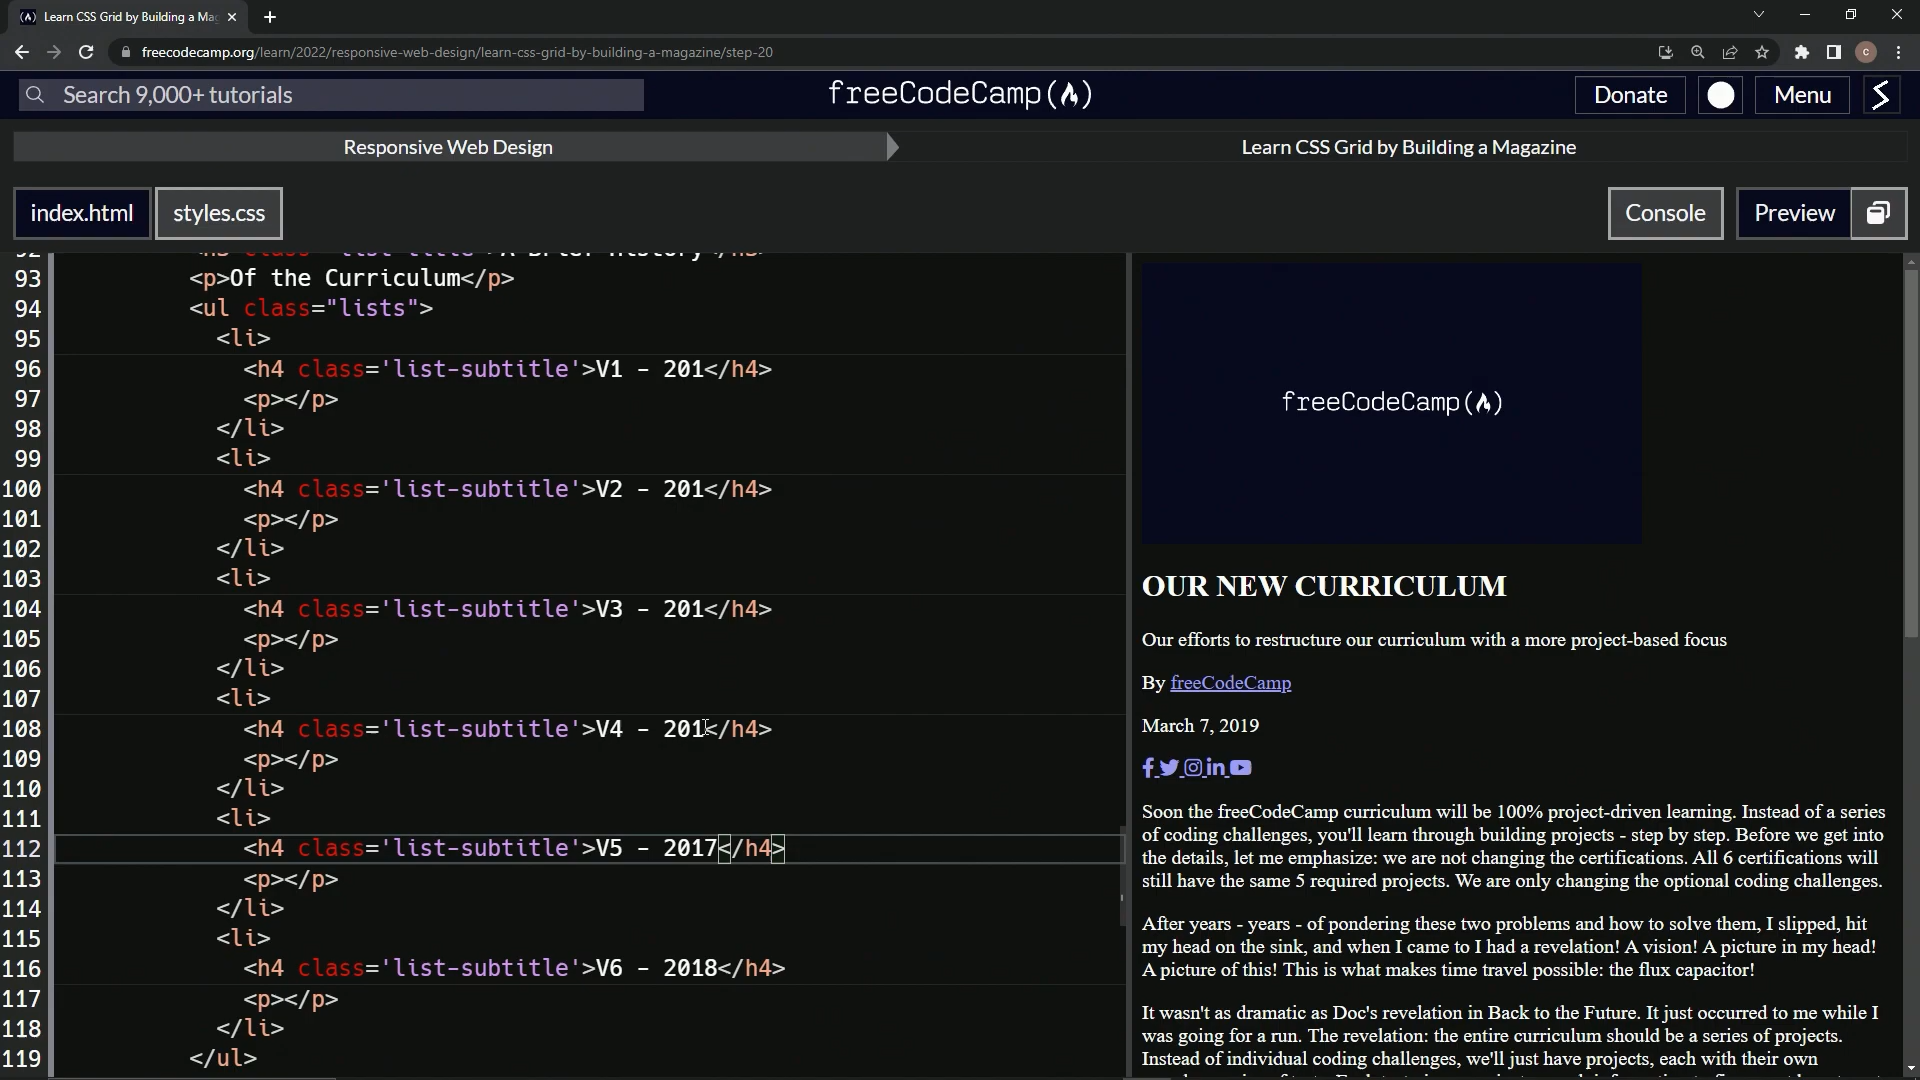 Learn CSS Grid by Building a Mag
freecodecamp.org/learn/2022/responsive-web-design/learn-css-grid-by-building-a-magazine/step-20
C
Search 9,000+ tutorials
freeCodeCamp
Donate
Menu
Responsive Web Design
Learn CSS Grid by Building a Magazine
index.html
styles.css
Console
Preview
92 <h3 class="list-title">A Brief History</h3>
93 <p>Of the Curriculum</p>
94 <ul class="lists">
95 <li>
96 <h4 class='list-subtitle'>V1 - 201</h4>
97 <p></p>
98 </li>
99 <li>
100 <h4 class='list-subtitle'>V2 - 201</h4>
101 <p></p>
102 </li>
103 <li>
104 <h4 class='list-subtitle'>V3 - 201</h4>
105 <p></p>
106 </li>
107 <li>
108 <h4 class='list-subtitle'>V4 - 201</h4>
109 <p></p>
110 </li>
111 <li>
112 <h4 class='list-subtitle'>V5 - 2017</h4>
113 <p></p>
114 </li>
115 <li>
116 <h4 class='list-subtitle'>V6 - 2018</h4>
117 <p></p>
118 </li>
119 </ul>
freeCodeCamp
OUR NEW CURRICULUM
Our efforts to restructure our curriculum with a more project-based focus
By freeCodeCamp
March 7, 2019
Soon the freeCodeCamp curriculum will be 100% project-driven learning. Instead of a series
of coding challenges, you'll learn through building projects - step by step. Before we get into
the details, let me emphasize: we are not changing the certifications. All 6 certifications will
still have the same 5 required projects. We are only changing the optional coding challenges.
After years - years - of pondering these two problems and how to solve them, I slipped, hit
my head on the sink, and when I came to I had a revelation! A vision! A picture in my head!
A picture of this! This is what makes time travel possible: the flux capacitor!
It wasn't as dramatic as Doc's revelation in Back to the Future. It just occurred to me while I
was going for a run. The revelation: the entire curriculum should be a series of projects.
Instead of individual coding challenges, we'll just have projects, each with their own